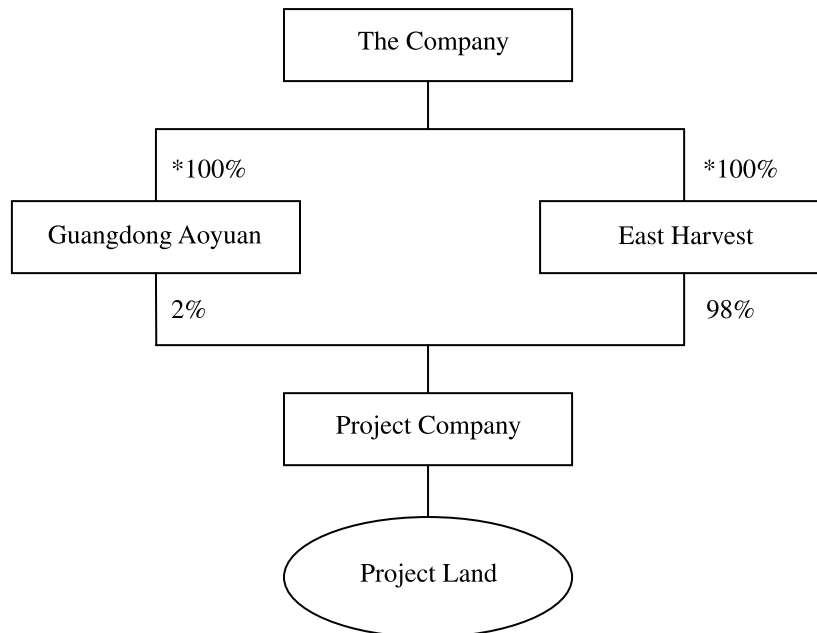 The Company
*100%
*100%
Guangdong Aoyuan
East Harvest
2%
98%
Project Company
Project Land